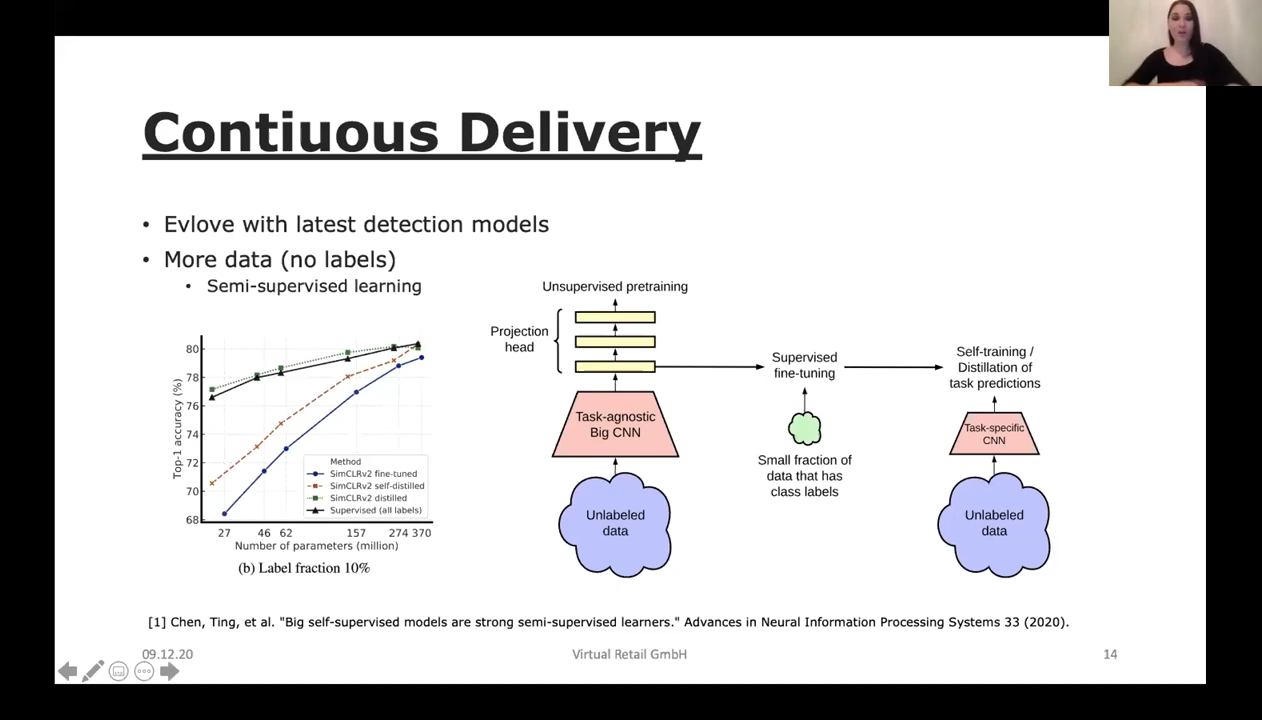 Contiuous Delivery
• Evlove with latest detection models
• More data (no labels)
• Semi-supervised learning
80
78
76
74
72
70
68
Top-1 accuracy (%)
Method
SimCLRv2 fine-tuned
SimCLRv2 self-distilled
SimCLRv2 distilled
Supervised (all labels)
27 46 62 157 274 370
Number of parameters (million)
(b) Label fraction 10%
Unsupervised pretraining
Projection
head
Task-agnostic
Big CNN
Unlabeled
data
Supervised
fine-tuning
Small fraction of
data that has
class labels
Self-training /
Distillation of
task predictions
Task-specific
CNN
Unlabeled
data
[1] Chen, Ting, et al. "Big self-supervised models are strong semi-supervised learners." Advances in Neural Information Processing Systems 33 (2020).
09.12.20
Virtual Retail GmbH
14